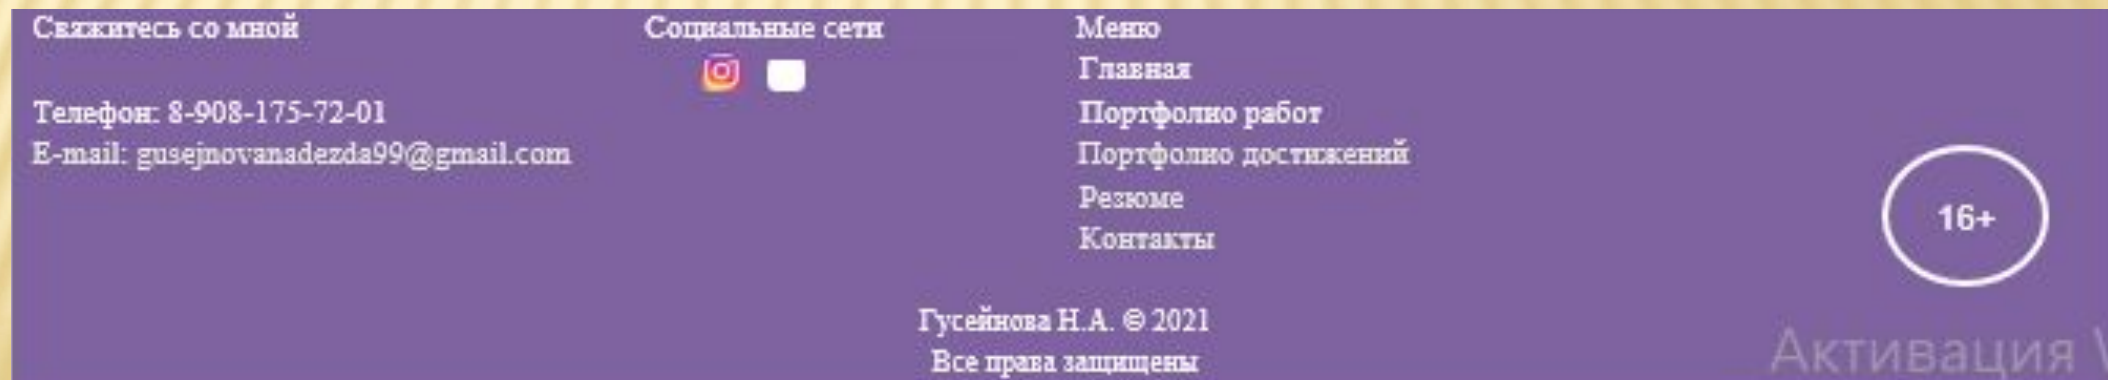 Свяжитесь со мной
Телефон: 8-908-175-72-01
E-mail: gusejnovanadezda99@gmail.com
Социальные сети
Меню
Главная
Портфолио работ
Портфолио достижений
Резюме
Контакты
16+
Гусейнова Н.А. © 2021
Все права защищены
Активация